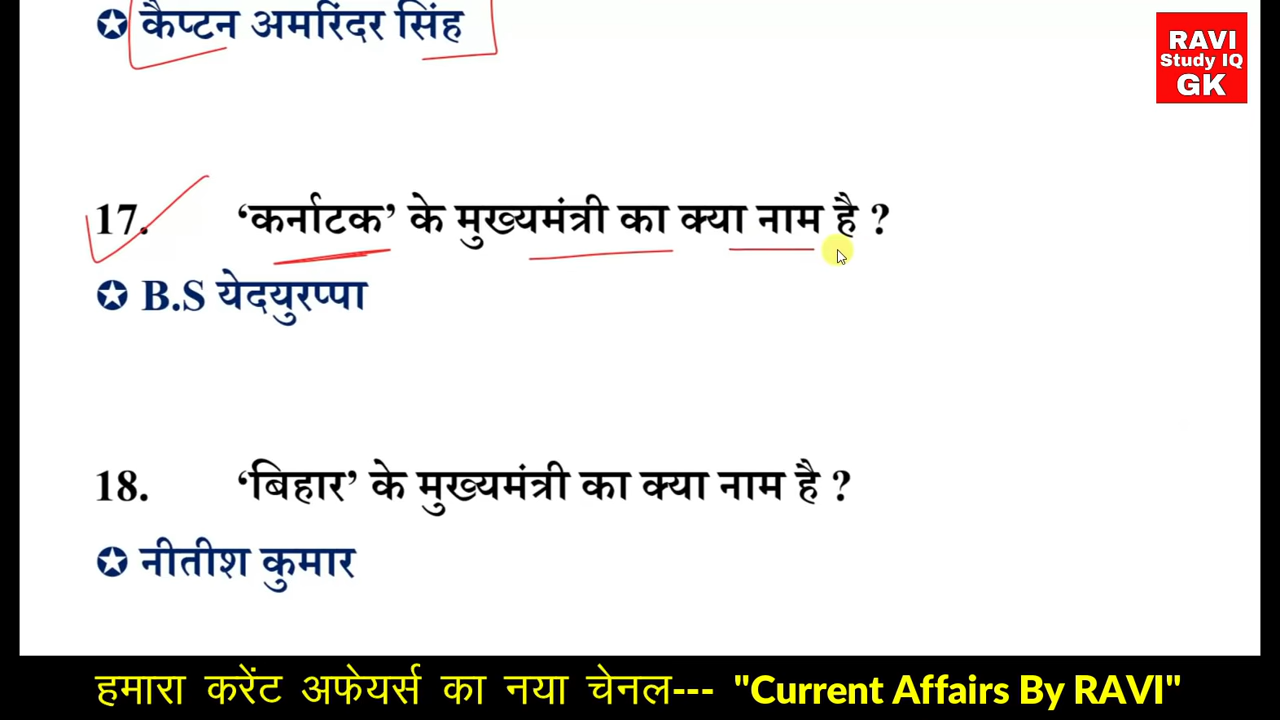 ✪ कैप्टन अमरिंदर सिंह
RAVI
Study IQ
GK
17. ‘कर्नाटक’ के मुख्यमंत्री का क्या नाम है ?
✪ B.S येदयुरप्पा
18. ‘बिहार’ के मुख्यमंत्री का क्या नाम है ?
✪ नीतीश कुमार
हमारा करेंट अफेयर्स का नया चेनल--- "Current Affairs By RAVI"